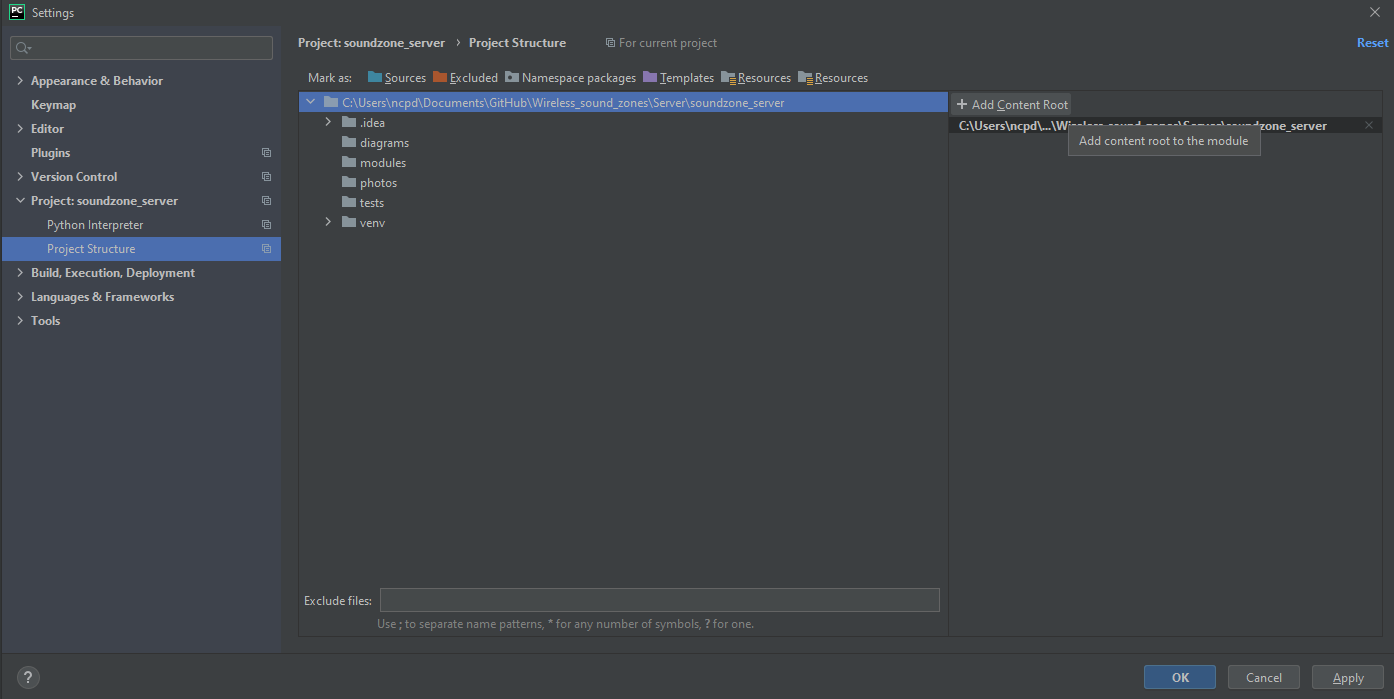 PC Settings
Project: soundzone_server › Project Structure For current project Reset
Appearance & Behavior
Keymap
Editor
Plugins
Version Control
Project: soundzone_server
Python Interpreter
Project Structure
Build, Execution, Deployment
Languages & Frameworks
Tools
Mark as: Sources Excluded Namespace packages Templates Resources Resources
C:\Users\ncpd\Documents\GitHub\Wireless_sound_zones\Server\soundzone_server
.idea
diagrams
modules
photos
tests
venv
+ Add Content Root
C:\Users\ncpd\...\Wireless_sound_zones\Server\soundzone_server
Add content root to the module
Exclude files:
Use ; to separate name patterns, * for any number of symbols, ? for one.
?
OK Cancel Apply